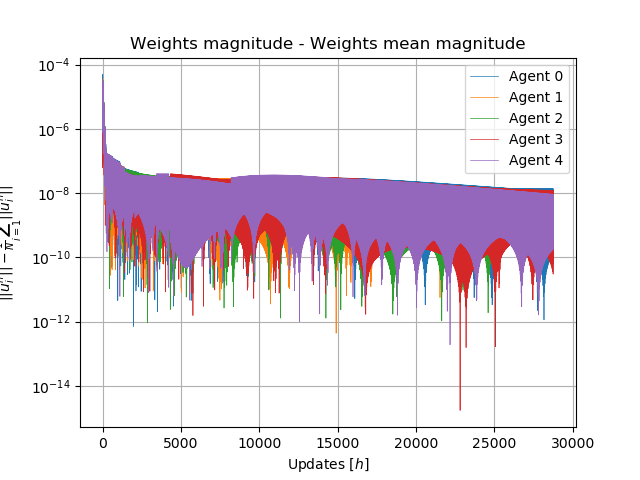 Weights magnitude - Weights mean magnitude
10⁻⁴
10⁻⁶
10⁻⁸
10⁻¹⁰
10⁻¹²
10⁻¹⁴
0 5000 10000 15000 20000 25000 30000
Updates [h]
Agent 0
Agent 1
Agent 2
Agent 3
Agent 4